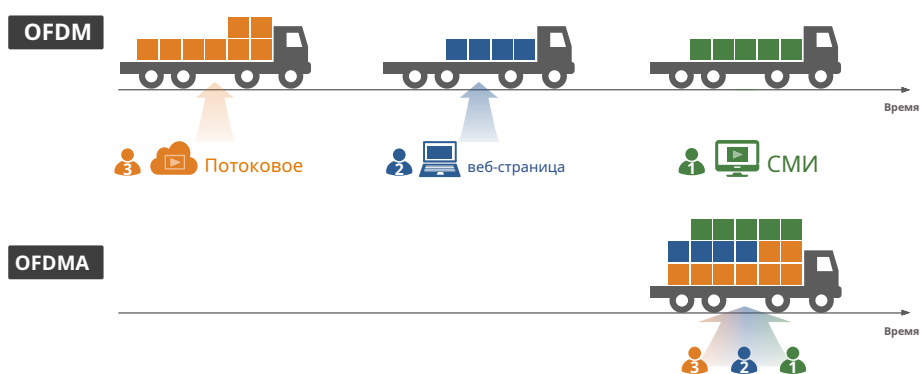 OFDM
Время
3 Потоковое
2 веб-страница
1 СМИ
OFDMA
Время
3 2 1